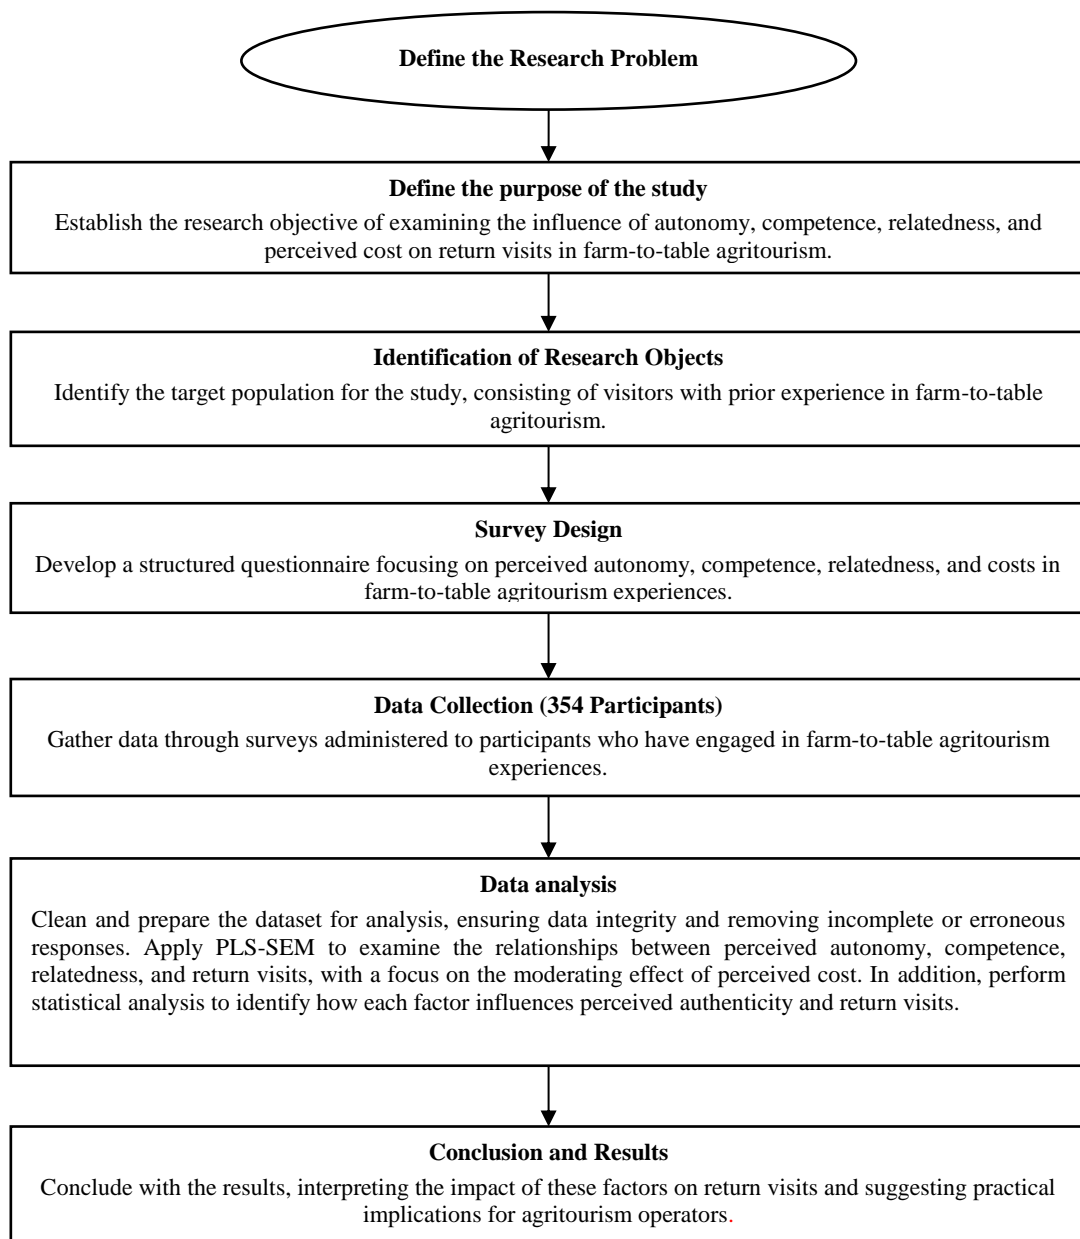 Define the Research Problem
Define the purpose of the study
Establish the research objective of examining the influence of autonomy, competence, relatedness, and
perceived cost on return visits in farm-to-table agritourism.
Identification of Research Objects
Identify the target population for the study, consisting of visitors with prior experience in farm-to-table
agritourism.
Survey Design
Develop a structured questionnaire focusing on perceived autonomy, competence, relatedness, and costs in
farm-to-table agritourism experiences.
Data Collection (354 Participants)
Gather data through surveys administered to participants who have engaged in farm-to-table agritourism
experiences.
Data analysis
Clean and prepare the dataset for analysis, ensuring data integrity and removing incomplete or erroneous
responses. Apply PLS-SEM to examine the relationships between perceived autonomy, competence,
relatedness, and return visits, with a focus on the moderating effect of perceived cost. In addition, perform
statistical analysis to identify how each factor influences perceived authenticity and return visits.
Conclusion and Results
Conclude with the results, interpreting the impact of these factors on return visits and suggesting practical
implications for agritourism operators.